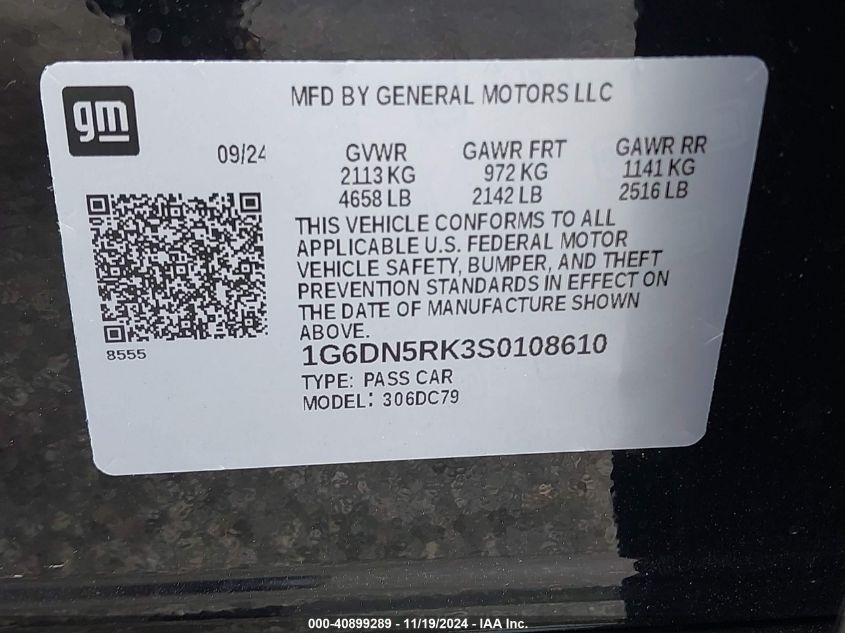 gm
MFD BY GENERAL MOTORS LLC
09/24
GVWR GAWR FRT GAWR RR
2113 KG 972 KG 1141 KG
4658 LB 2142 LB 2516 LB
THIS VEHICLE CONFORMS TO ALL
APPLICABLE U.S. FEDERAL MOTOR
VEHICLE SAFETY, BUMPER, AND THEFT
PREVENTION STANDARDS IN EFFECT ON
THE DATE OF MANUFACTURE SHOWN
ABOVE.
8555
1G6DN5RK3S0108610
TYPE: PASS CAR
MODEL: 306DC79
000-40899289 - 11/19/2024 - IAA Inc.